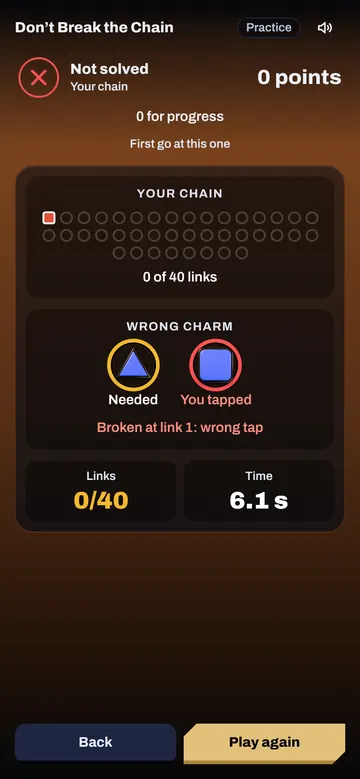 Don't Break the Chain
Practice
Not solved
Your chain
0 points
0 for progress
First go at this one
YOUR CHAIN
0 of 40 links
WRONG CHARM
Needed
You tapped
Broken at link 1: wrong tap
Links
0/40
Time
6.1 s
Back
Play again